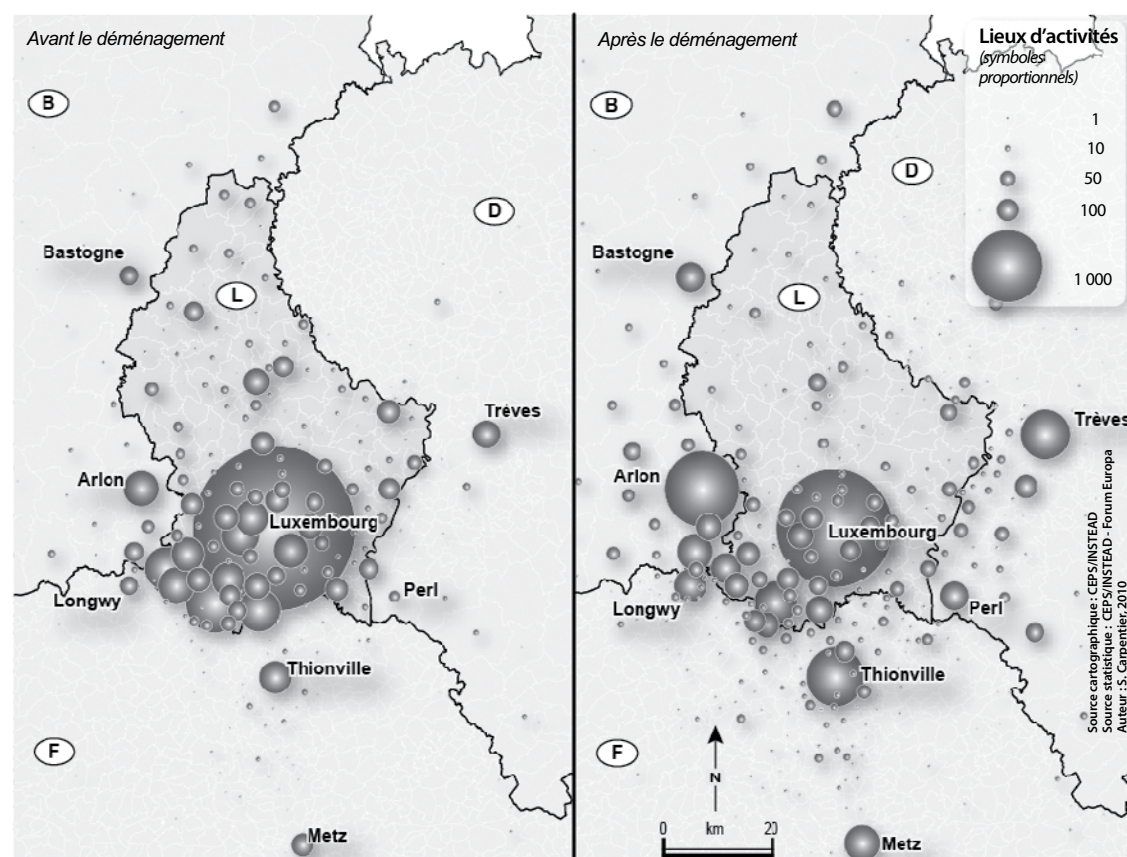 Avant le déménagement
B
D
Bastogne
L
Trèves
Arlon
Luxembourg
Longwy
Perl
Thionville
F
Metz
Après le déménagement
Lieux d'activités
(symboles
proportionnels)
1
10
50
100
1 000
B
D
Bastogne
L
Trèves
Arlon
Luxembourg
Longwy
Perl
Thionville
F
N
0 km 20
Metz
Source cartographique : CEPS/INSTEAD
Source statistique : CEPS/INSTEAD - Forum Europa
Auteur : S. Carpentier, 2010